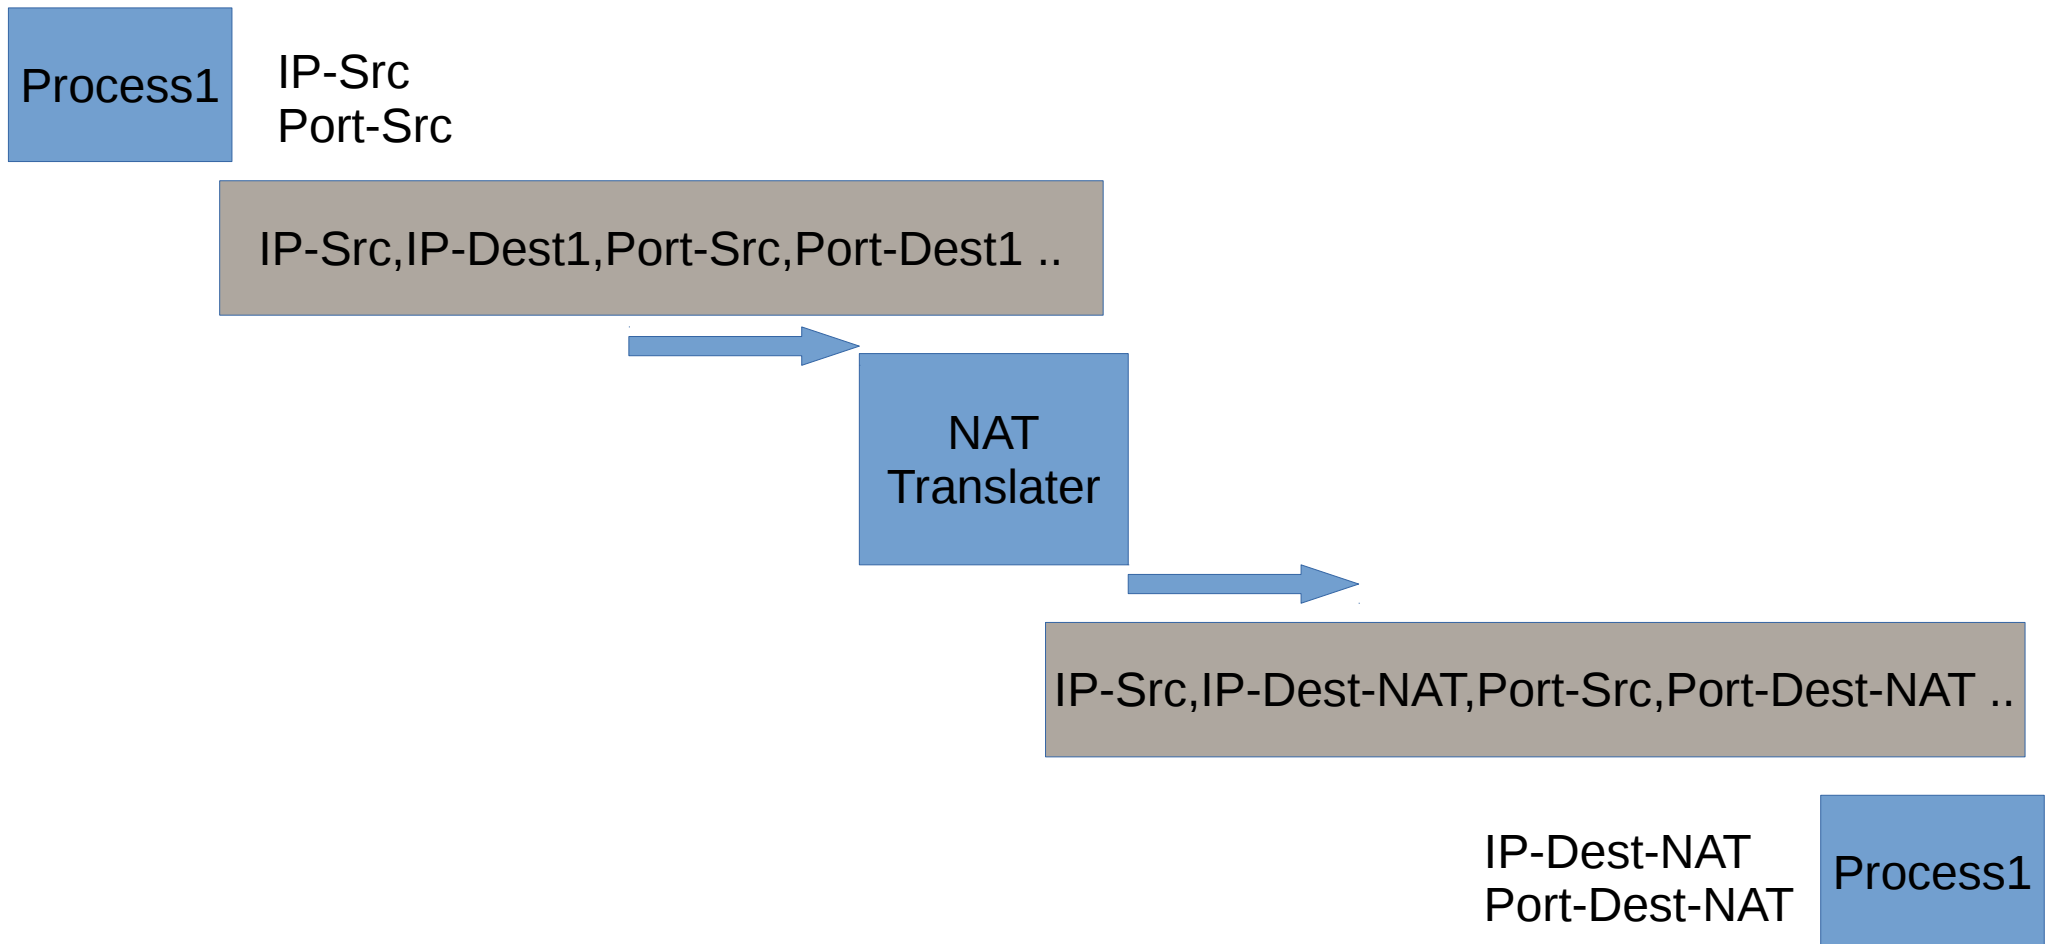 Process1
IP-Src
Port-Src
IP-Src,IP-Dest1,Port-Src,Port-Dest1 ..
NAT
Translater
IP-Src,IP-Dest-NAT,Port-Src,Port-Dest-NAT ..
IP-Dest-NAT
Port-Dest-NAT
Process1